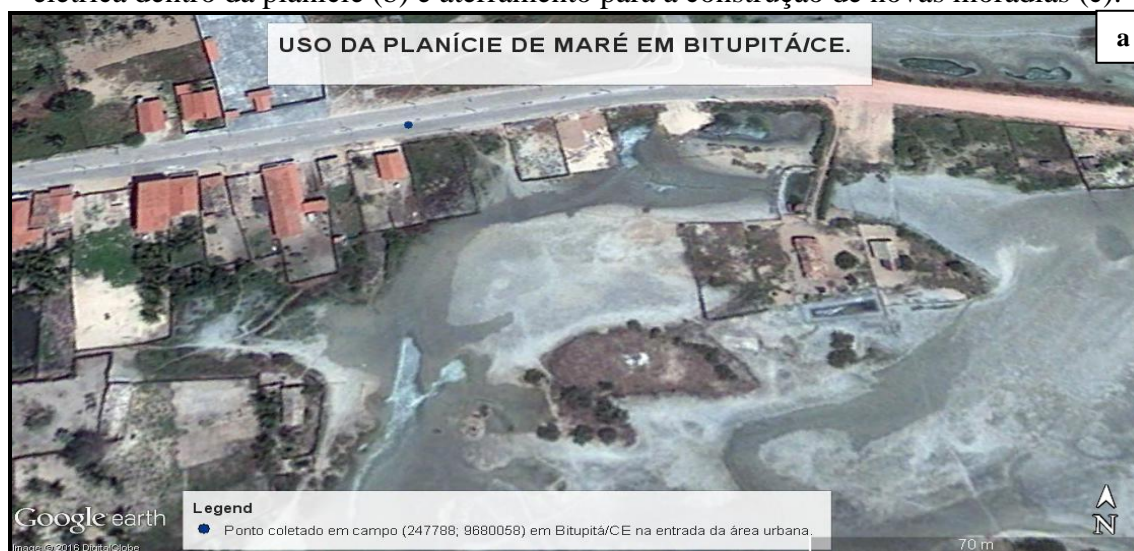 elétrica dentro da planície (b) e aterramento para a construção de novas moradias (c).
USO DA PLANÍCIE DE MARÉ EM BITUPITÁ/CE.
a
Legend
Ponto coletado em campo (247788; 9680058) em Bitupitá/CE na entrada da área urbana.
Google earth
Image © 2016 DigitalGlobe
N
70 m